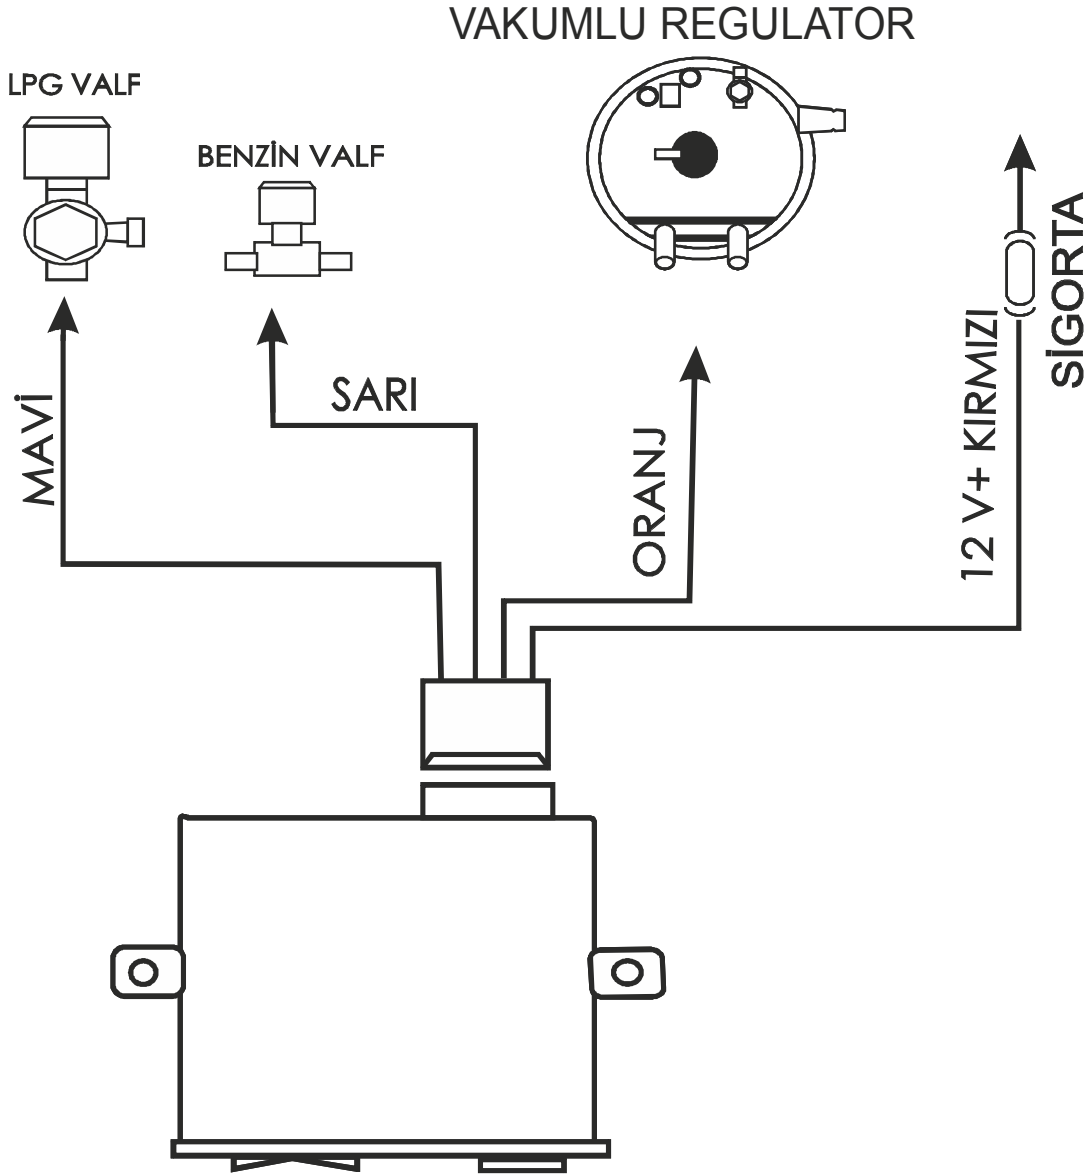 VAKUMLU REGULATOR
LPG VALF
BENZİN VALF
SİGORTA
12 V+ KIRMIZI
SARI
MAVİ
ORANJ